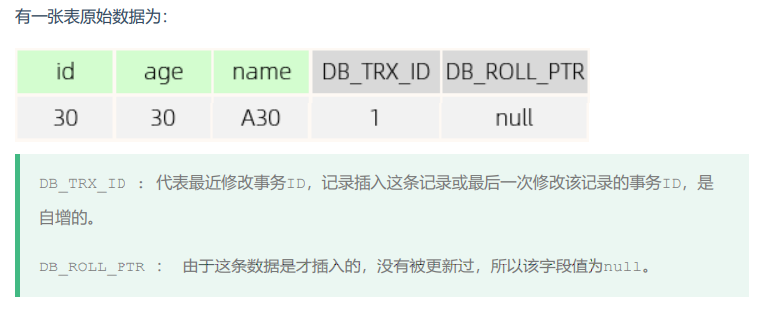 有一张表原始数据为：
id age name DB_TRX_ID DB_ROLL_PTR
30 30 A30 1 null
DB_TRX_ID : 代表最近修改事务ID，记录插入这条记录或最后一次修改该记录的事务ID，是
自增的。
DB_ROLL_PTR : 由于这条数据是才插入的，没有被更新过，所以该字段值为null。